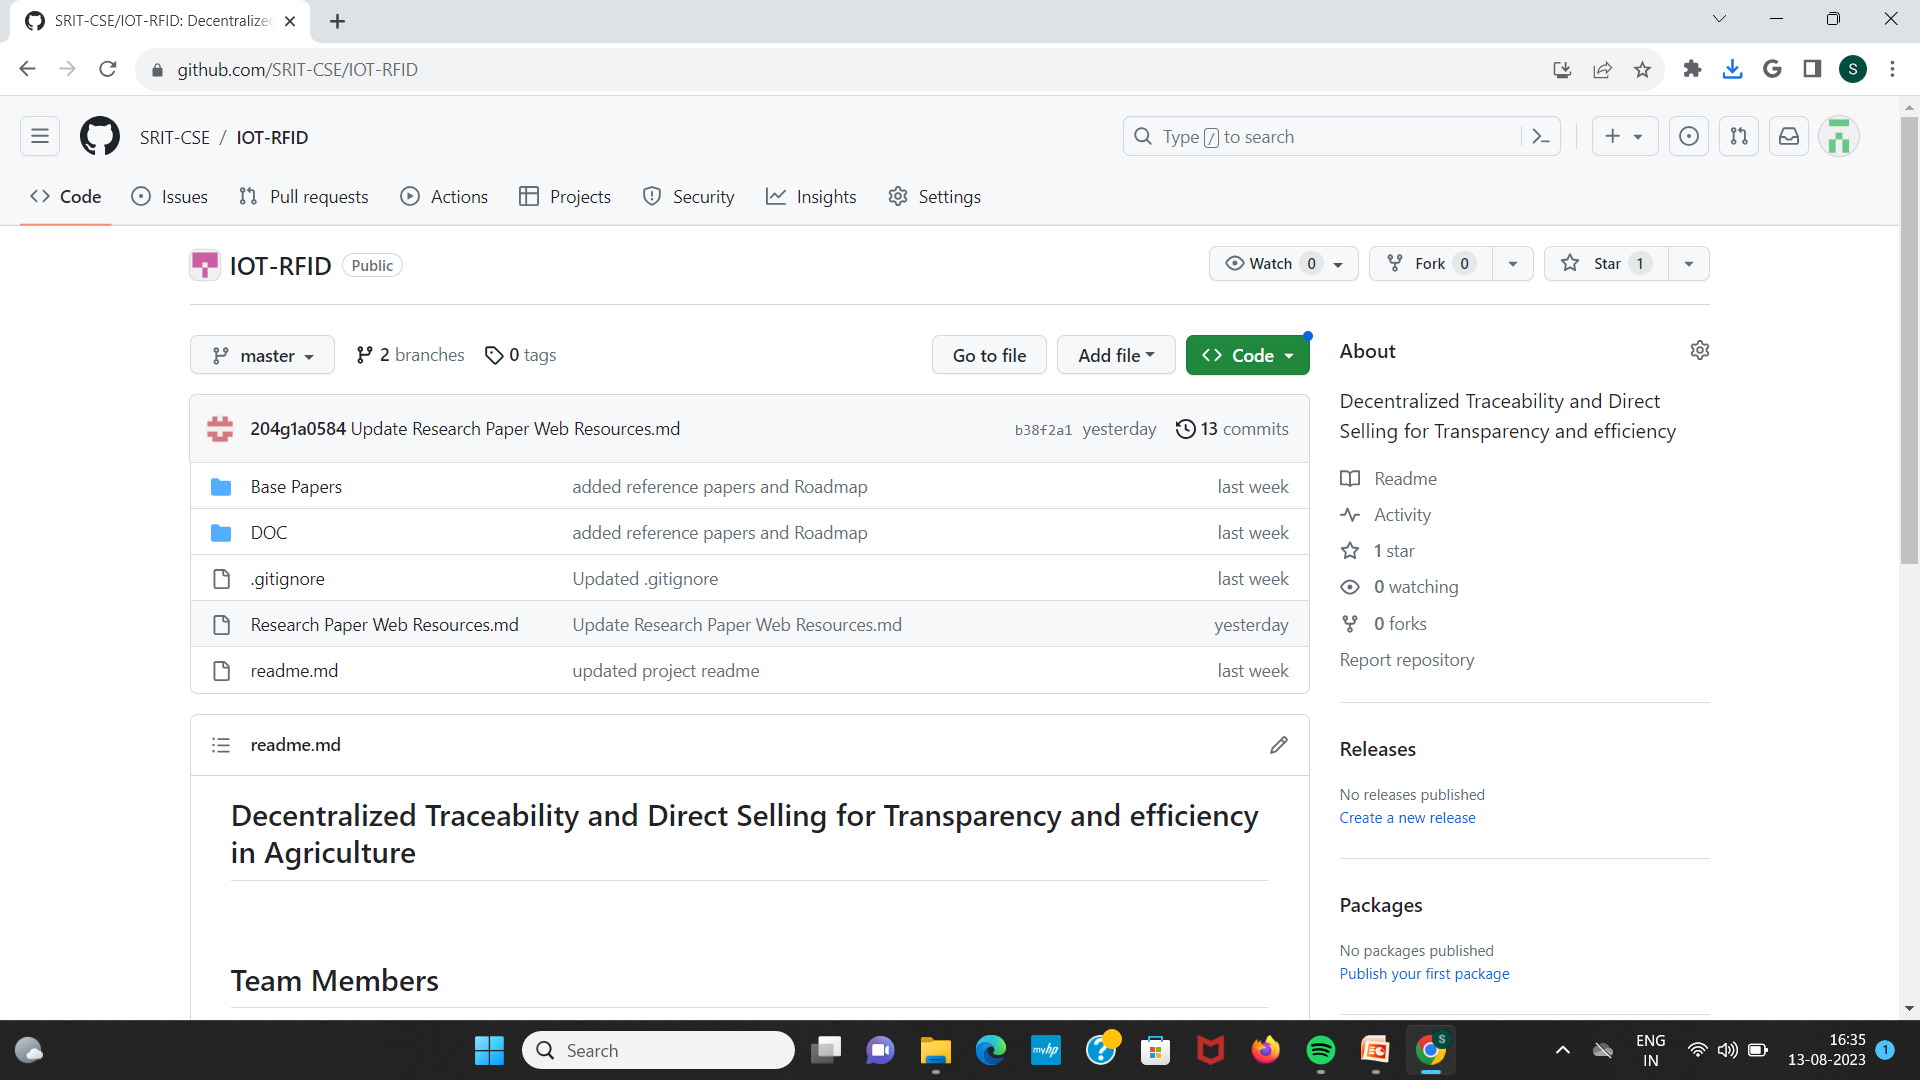 SRIT-CSE/IOT-RFID: Decentralized
github.com/SRIT-CSE/IOT-RFID
S
SRIT-CSE / IOT-RFID
Type / to search
Code Issues Pull requests Actions Projects Security Insights Settings
IOT-RFID Public
Watch 0 Fork 0 Star 1
master 2 branches 0 tags Go to file Add file Code
204g1a0584 Update Research Paper Web Resources.md b38f2a1 yesterday 13 commits
Base Papers added reference papers and Roadmap last week
DOC added reference papers and Roadmap last week
.gitignore Updated .gitignore last week
Research Paper Web Resources.md Update Research Paper Web Resources.md yesterday
readme.md updated project readme last week
readme.md
Decentralized Traceability and Direct Selling for Transparency and efficiency
in Agriculture
Team Members
About
Decentralized Traceability and Direct
Selling for Transparency and efficiency
Readme
Activity
1 star
0 watching
0 forks
Report repository
Releases
No releases published
Create a new release
Packages
No packages published
Publish your first package
Search
myhp
S
ENG
IN
16:35
13-08-2023
1